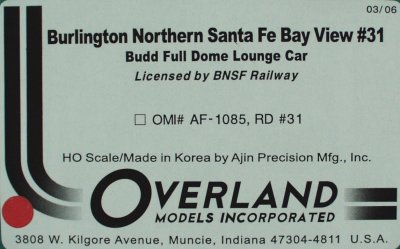 03/06
Burlington Northern Santa Fe Bay View #31
Budd Full Dome Lounge Car
Licensed by BNSF Railway
☐ OMI# AF-1085, RD #31
HO Scale/Made in Korea by Ajin Precision Mfg., Inc.
OVERLAND
MODELS INCORPORATED
3808 W. Kilgore Avenue, Muncie, Indiana 47304-4811 U.S.A.